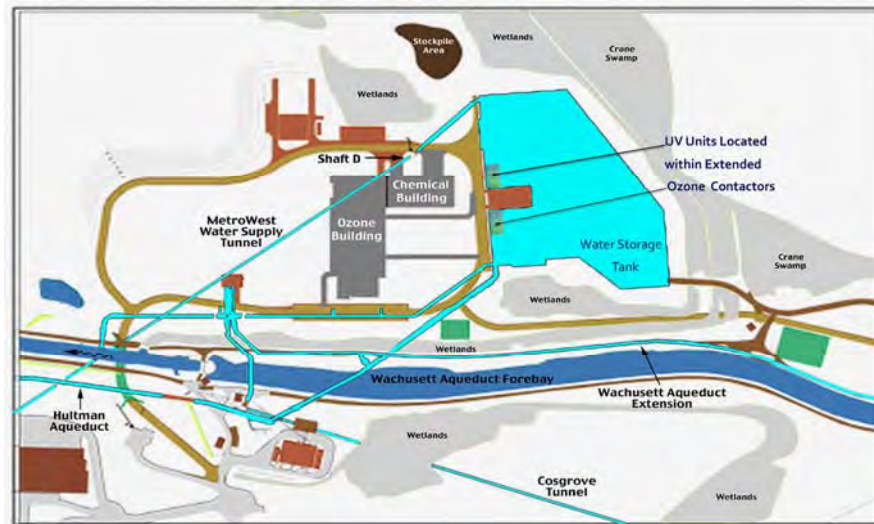 Wetlands
Stockpile
Area
Wetlands
Crane
Swamp
Wetlands
UV Units Located
within Extended
Ozone Contactors
Shaft D
Chemical
Building
MetroWest
Water Supply
Tunnel
Ozone
Building
Water Storage
Tank
Crane
Swamp
Wetlands
Wetlands
Wachusett Aqueduct Forebay
Wachusett Aqueduct
Extension
Hultman
Aqueduct
Wetlands
Cosgrove
Tunnel
Wetlands